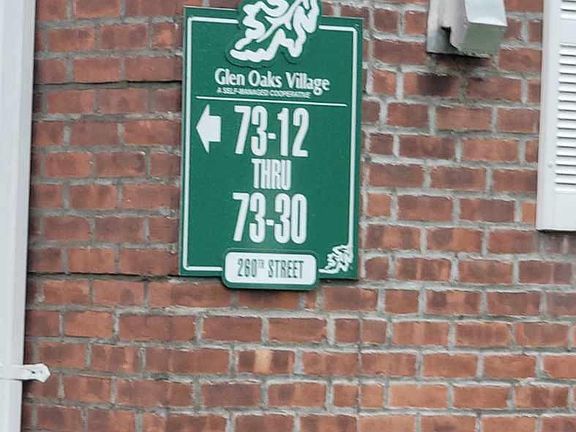 Glen Oaks Village
A SELF-MANAGED COOPERATIVE
73-12
THRU
73-30
260TH STREET